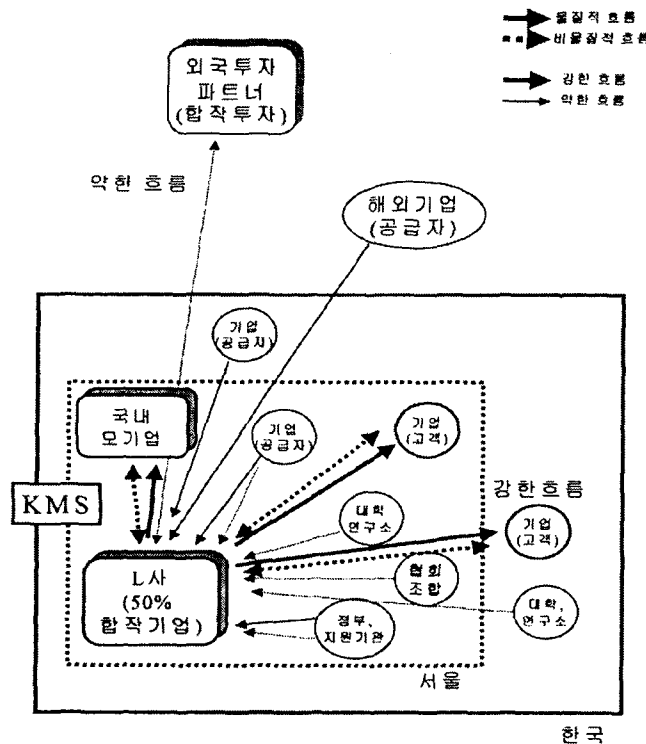 물질적 흐름
비물질적 흐름
강한 흐름
약한 흐름
외국투자
파트너
(합작투자)
약한 흐름
해외기업
(공급자)
기업
(공급자)
국내
모기업
기업
(공급자)
기업
(고객)
KMS
강한흐름
대학
연구소
기업
(고객)
L사
(50%
합작기업)
협회
조합
대학,
연구소
정부,
지원기관
서울
한국